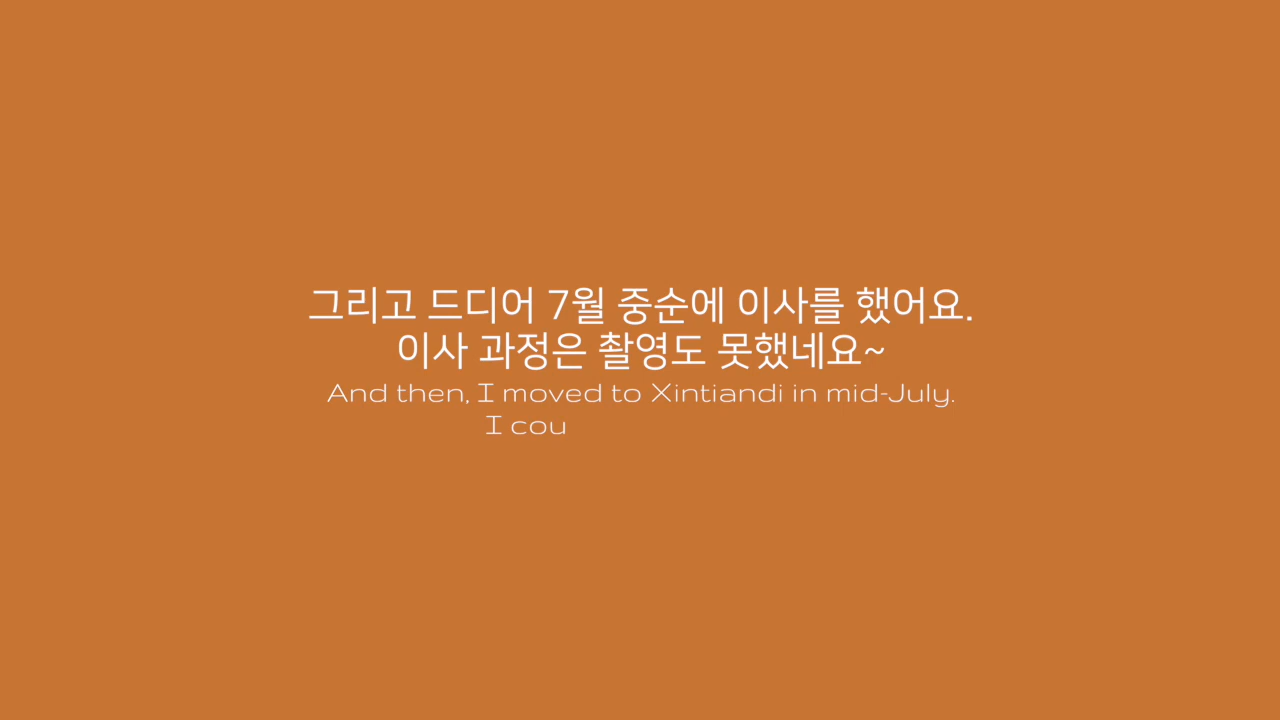 그리고 드디어 7월 중순에 이사를 했어요.
이사 과정은 촬영도 못했네요~
And then, I moved to Xintiandi in mid-July.
I cou